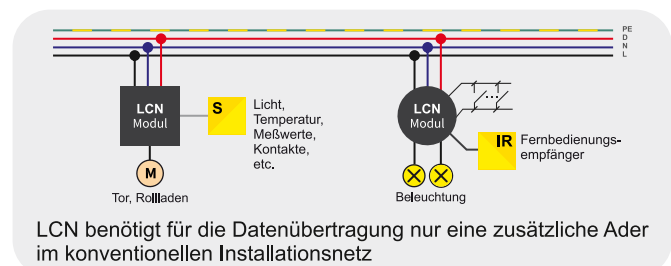 PE
D
N
L
LCN
Modul
S
Licht,
Temperatur,
Meßwerte,
Kontakte,
etc.
M
Tor, Rollladen
LCN
Modul
IR
Fernbedienungs-
empfänger
Beleuchtung
LCN benötigt für die Datenübertragung nur eine zusätzliche Ader
im konventionellen Installationsnetz